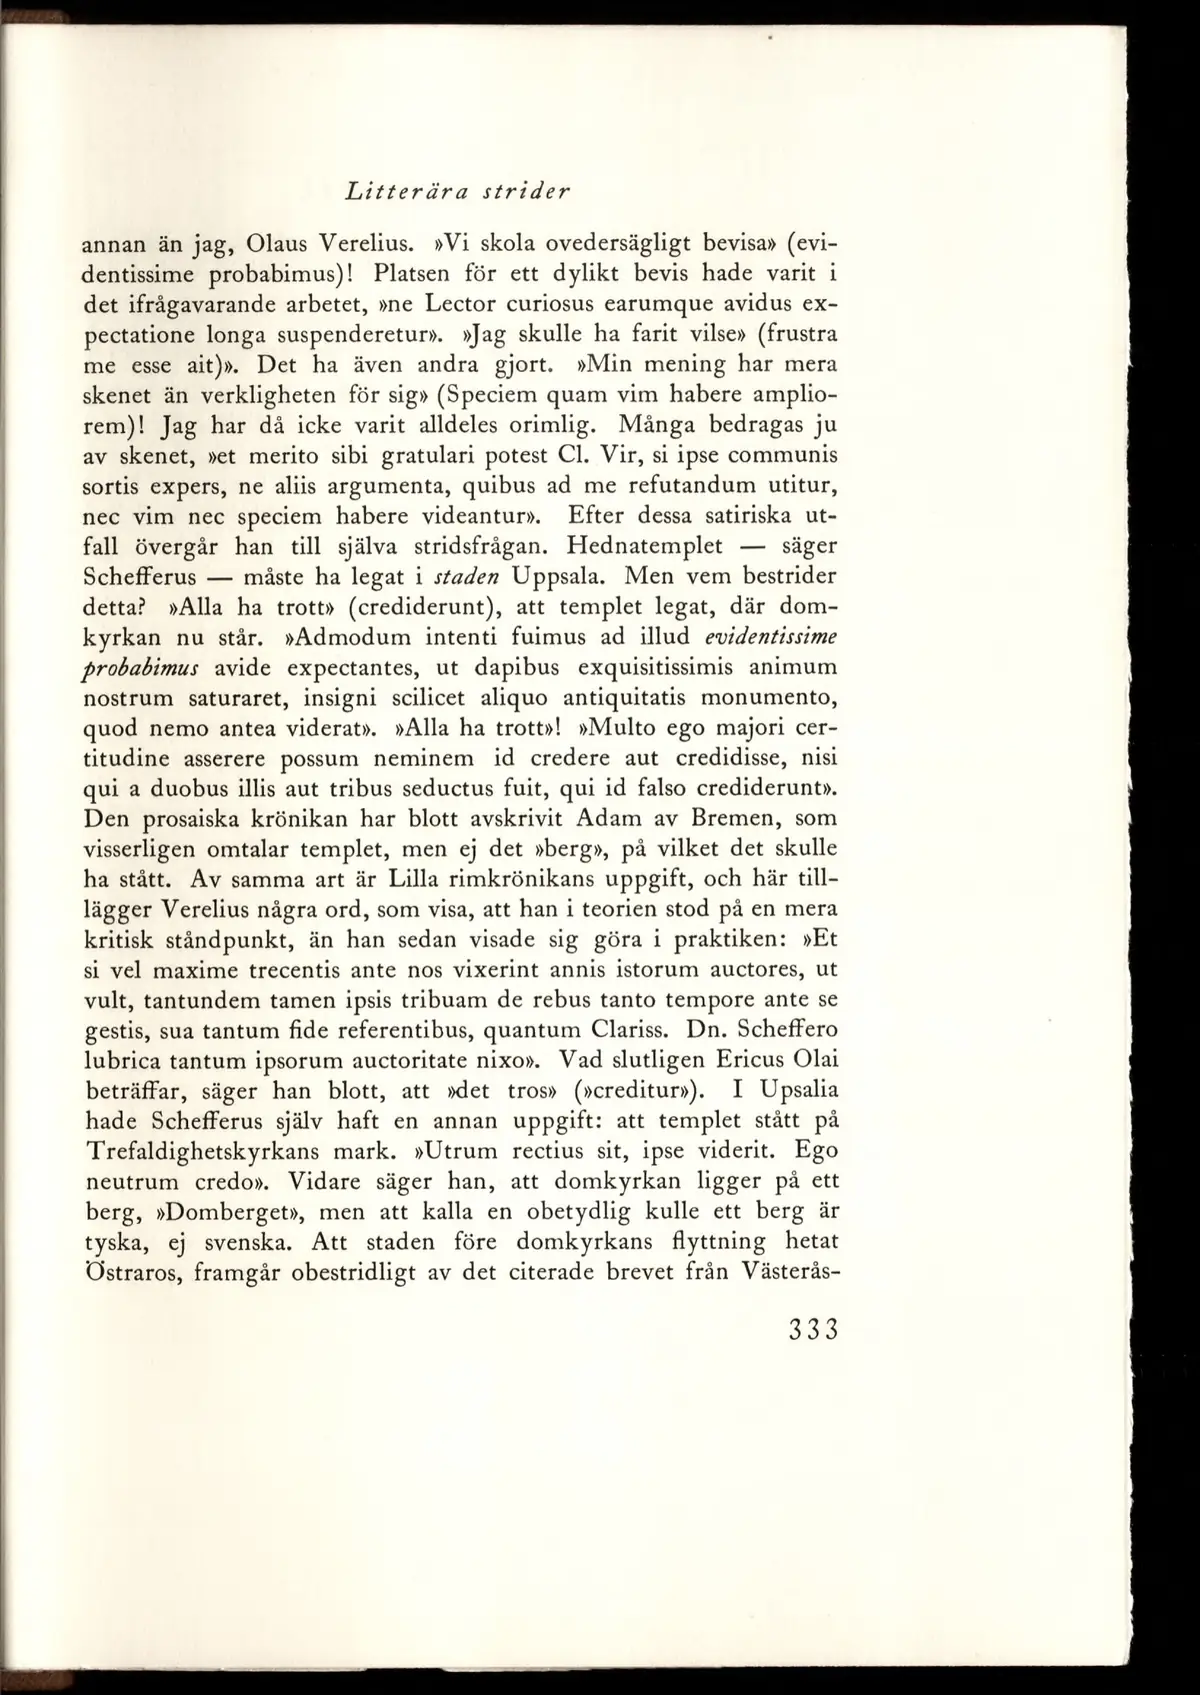 Litterära strider
annan än jag, Olaus Verelius. »Vi skola ovedersägligt bevisa» (evi-
dentissime probabimus)! Platsen för ett dylikt bevis hade varit i
det ifrågavarande arbetet, »ne Lector curiosus earumque avidus ex-
pectatione longa suspenderetur». »Jag skulle ha farit vilse» (frustra
me esse ait)». Det ha även andra gjort. »Min mening har mera
skenet än verkligheten för sig» (Speciem quam vim habere amplio-
rem)! Jag har då icke varit alldeles orimlig. Många bedragas ju
av skenet, »et merito sibi gratulari potest Cl. Vir, si ipse communis
sortis expers, ne aliis argumenta, quibus ad me refutandum utitur,
nec vim nec speciem habere videantur». Efter dessa satiriska ut-
fall övergår han till själva stridsfrågan. Hednatemplet — säger
Schefferus — måste ha legat i staden Uppsala. Men vem bestrider
detta? »Alla ha trott» (crediderunt), att templet legat, där dom-
kyrkan nu står. »Admodum intenti fuimus ad illud evidentissime
probabimus avide expectantes, ut dapibus exquisitissimis animum
nostrum saturaret, insigni scilicet aliquo antiquitatis monumento,
quod nemo antea viderat». »Alla ha trott»! »Multo ego majori cer-
titudine asserere possum neminem id credere aut credidisse, nisi
qui a duobus illis aut tribus seductus fuit, qui id falso crediderunt».
Den prosaiska krönikan har blott avskrivit Adam av Bremen, som
visserligen omtalar templet, men ej det »berg», på vilket det skulle
ha stått. Av samma art är Lilla rimkrönikans uppgift, och här till-
lägger Verelius några ord, som visa, att han i teorien stod på en mera
kritisk ståndpunkt, än han sedan visade sig göra i praktiken: »Et
si vel maxime trecentis ante nos vixerint annis istorum auctores, ut
vult, tantundem tamen ipsis tribuam de rebus tanto tempore ante se
gestis, sua tantum fide referentibus, quantum Clariss. Dn. Scheffero
lubrica tantum ipsorum auctoritate nixo». Vad slutligen Ericus Olai
beträffar, säger han blott, att »det tros» (»creditur»). I Upsalia
hade Schefferus själv haft en annan uppgift: att templet stått på
Trefaldighetskyrkans mark. »Utrum rectius sit, ipse viderit. Ego
neutrum credo». Vidare säger han, att domkyrkan ligger på ett
berg, »Domberget», men att kalla en obetydlig kulle ett berg är
tyska, ej svenska. Att staden före domkyrkans flyttning hetat
Östraros, framgår obestridligt av det citerade brevet från Västerås-
333